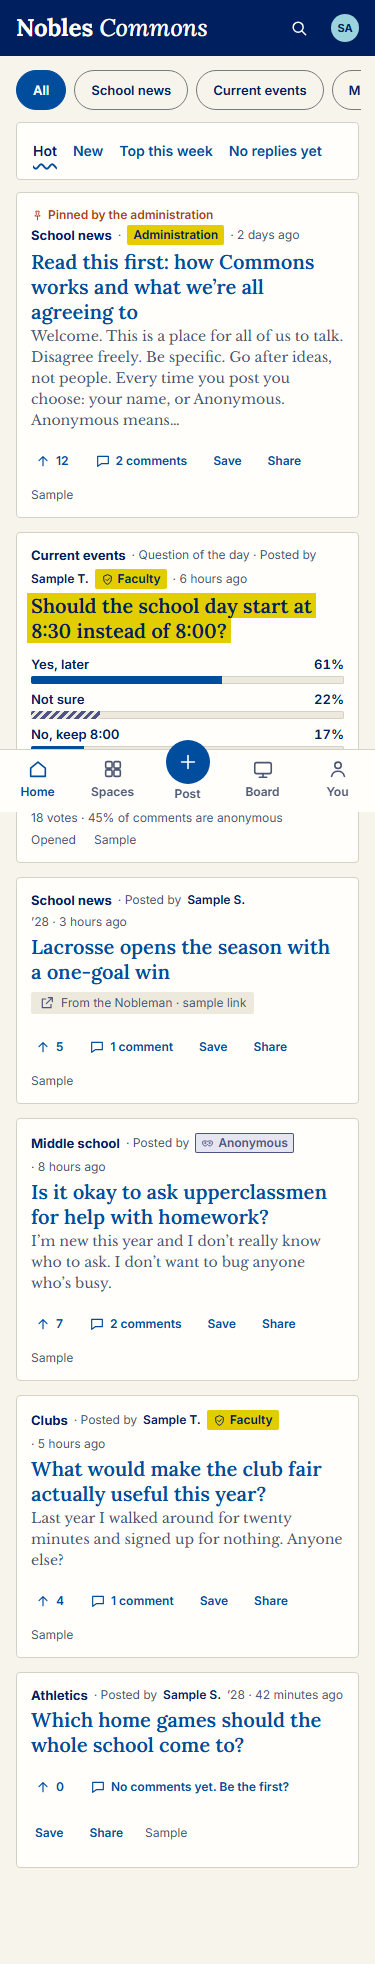 Nobles Commons
SA
All
School news
Current events
M
Hot
New
Top this week
No replies yet
Pinned by the administration
School news · Administration · 2 days ago
Read this first: how Commons
works and what we’re all
agreeing to
Welcome. This is a place for all of us to talk.
Disagree freely. Be specific. Go after ideas,
not people. Every time you post you
choose: your name, or Anonymous.
Anonymous means…
12
2 comments
Save
Share
Sample
Current events · Question of the day · Posted by
Sample T. Faculty · 6 hours ago
Should the school day start at
8:30 instead of 8:00?
Yes, later 61%
Not sure 22%
No, keep 8:00 17%
Home
Spaces
Post
Board
You
18 votes · 45% of comments are anonymous
Opened Sample
School news · Posted by Sample S.
’28 · 3 hours ago
Lacrosse opens the season with
a one-goal win
From the Nobleman · sample link
5
1 comment
Save
Share
Sample
Middle school · Posted by Anonymous
· 8 hours ago
Is it okay to ask upperclassmen
for help with homework?
I’m new this year and I don’t really know
who to ask. I don’t want to bug anyone
who’s busy.
7
2 comments
Save
Share
Sample
Clubs · Posted by Sample T. Faculty
· 5 hours ago
What would make the club fair
actually useful this year?
Last year I walked around for twenty
minutes and signed up for nothing. Anyone
else?
4
1 comment
Save
Share
Sample
Athletics · Posted by Sample S. ’28 · 42 minutes ago
Which home games should the
whole school come to?
0
No comments yet. Be the first?
Save
Share
Sample